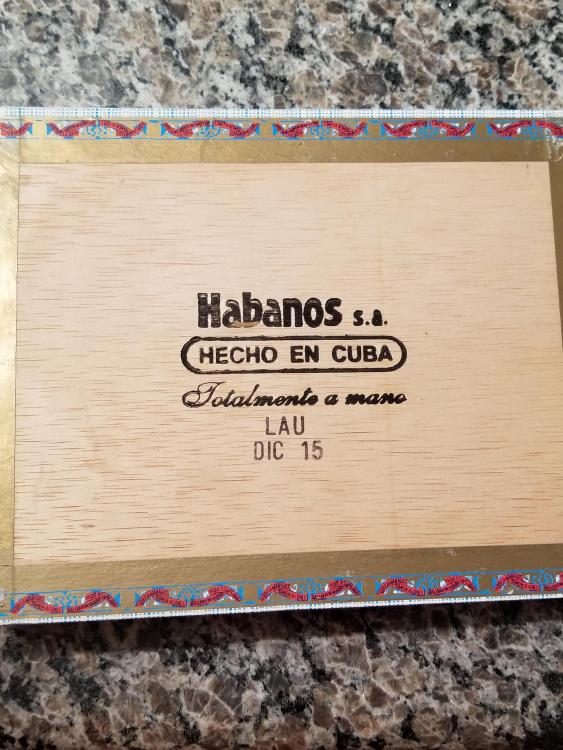 Habanos s.a.
HECHO EN CUBA
Totalmente a mano
LAU
DIC 15